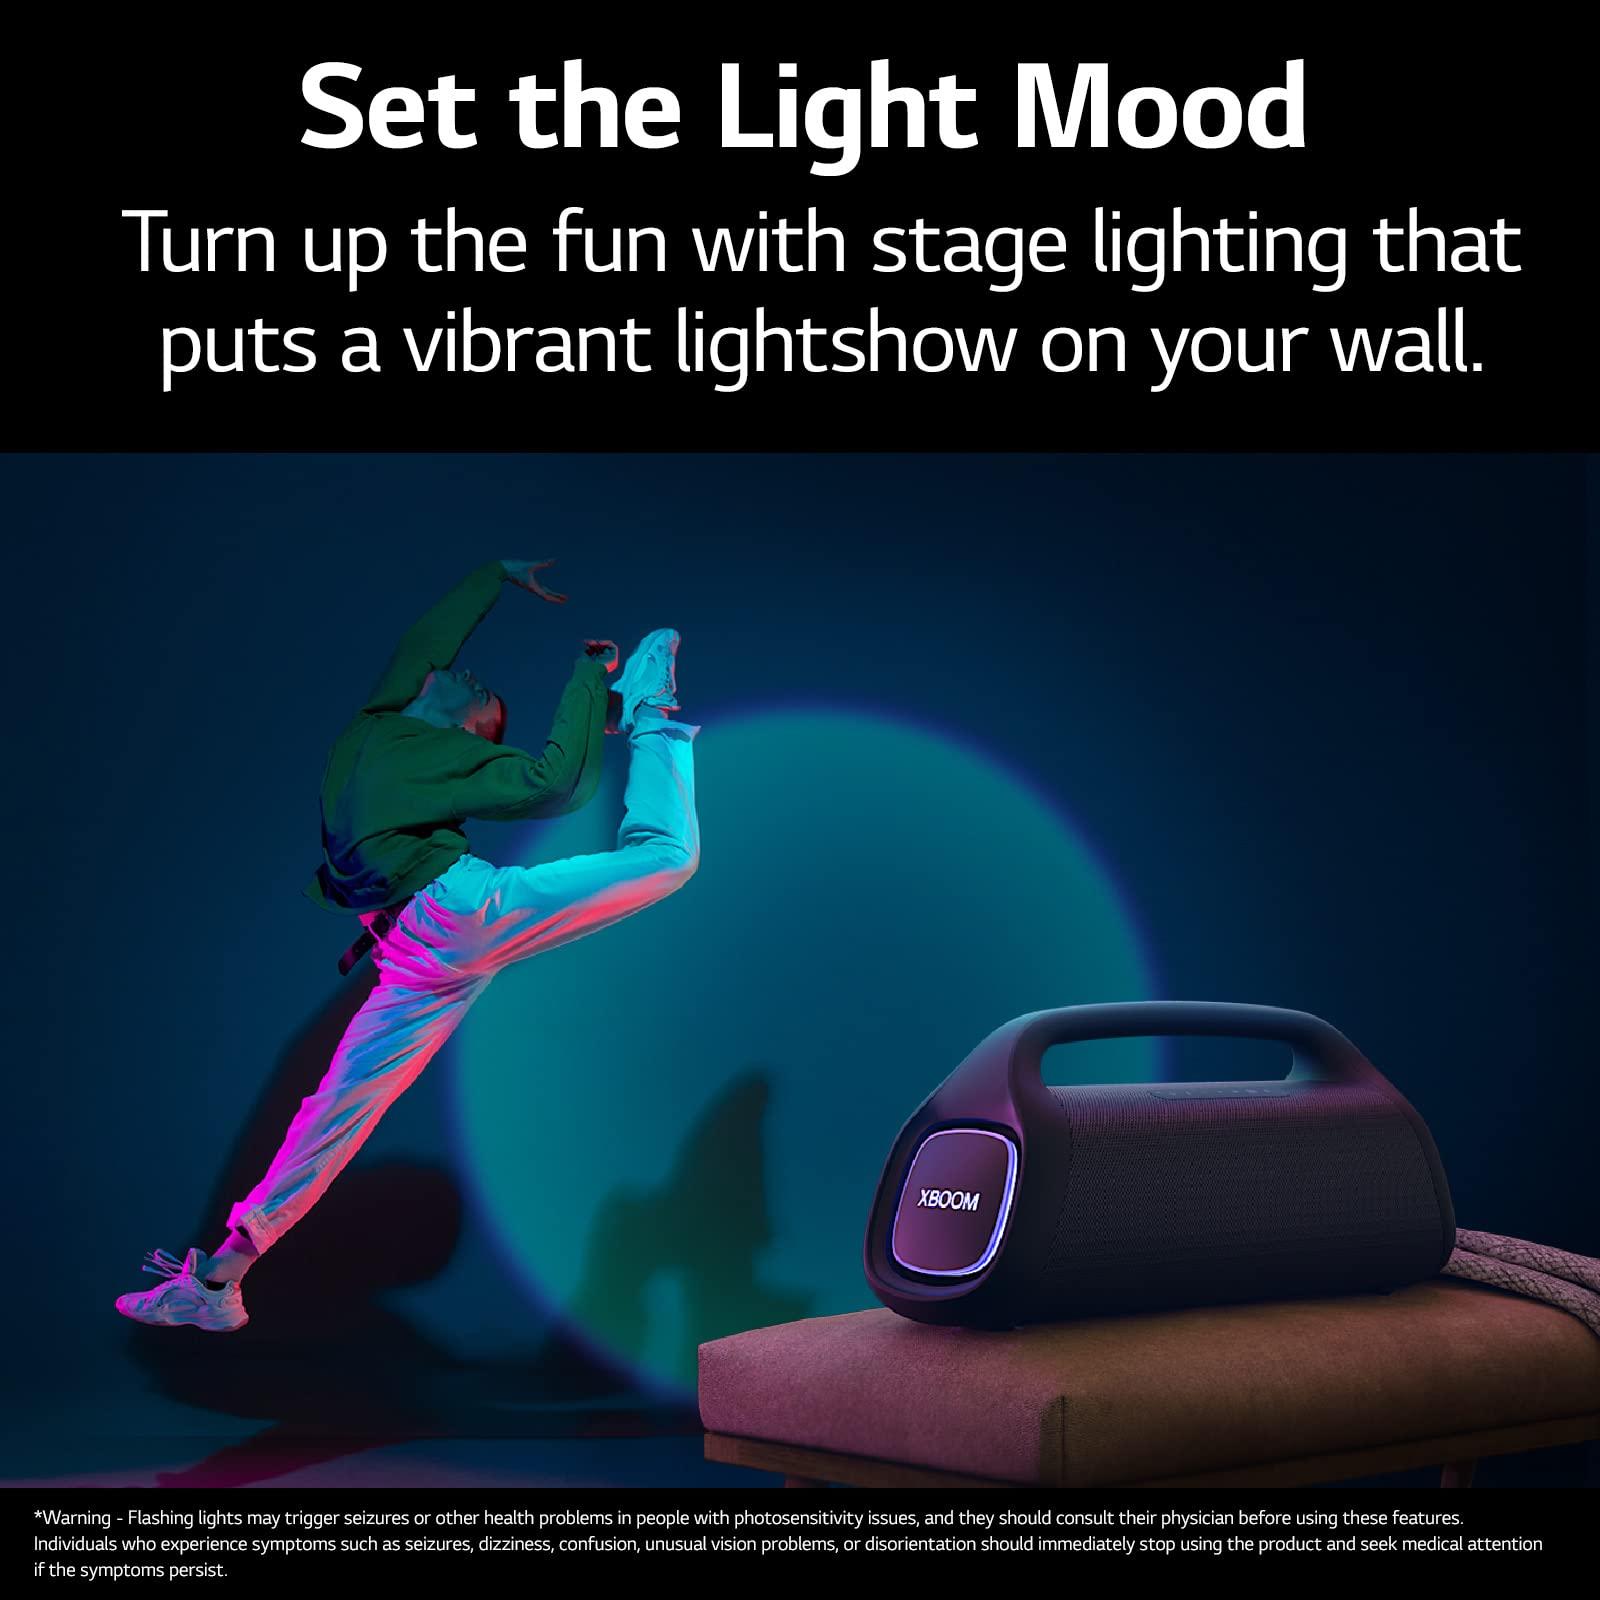 Set the Light Mood
Turn up the fun with stage lighting that
puts a vibrant lightshow on your wall.
XBOOM
*Warning - Flashing lights may trigger seizures or other health problems in people with photosensitivity issues, and they should consult their physician before using these features.
Individuals who experience symptoms such as seizures, dizziness, confusion, unusual vision problems, or disorientation should immediately stop using the product and seek medical attention
if the symptoms persist.